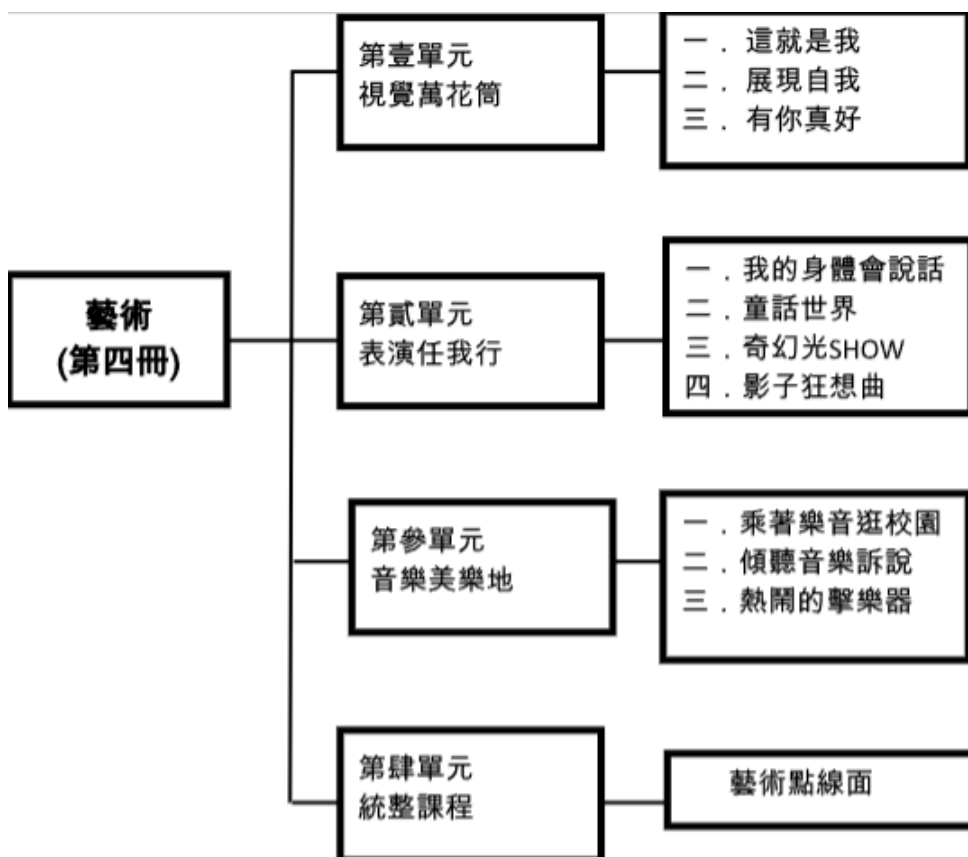 藝術
(第四冊)
第壹單元
視覺萬花筒
一．這就是我
二．展現自我
三．有你真好
第貳單元
表演任我行
一．我的身體會說話
二．童話世界
三．奇幻光SHOW
四．影子狂想曲
第參單元
音樂美樂地
一．乘著樂音逛校園
二．傾聽音樂訴說
三．熱鬧的擊樂器
第肆單元
統整課程
藝術點線面